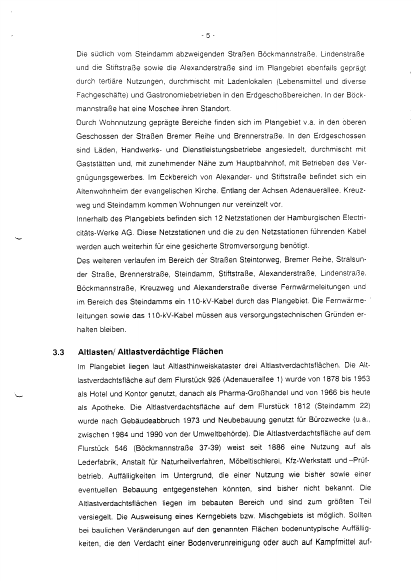 - 5 -
Die südlich vom Steindamm abzweigenden Straßen Böckmannstraße, Lindenstraße
und die Stiftstraße sowie die Alexanderstraße sind im Plangebiet ebenfalls geprägt
durch tertiäre Nutzungen, durchmischt mit Ladenlokalen (Lebensmittel und diverse
Fachgeschäfte) und Gastronomiebetrieben in den Erdgeschoßbereichen. In der Böck-
mannstraße hat eine Moschee ihren Standort.
Durch Wohnnutzung geprägte Bereiche finden sich im Plangebiet v.a. in den oberen
Geschossen der Straßen Bremer Reihe und Brennerstraße. In den Erdgeschossen
sind Läden, Handwerks- und Dienstleistungsbetriebe angesiedelt, durchmischt mit
Gaststätten und, mit zunehmender Nähe zum Hauptbahnhof, mit Betrieben des Ver-
gnügungsgewerbes. Im Eckbereich von Alexander- und Stiftstraße befindet sich ein
Altenwohnheim der evangelischen Kirche. Entlang der Achsen Adenauerallee, Kreuz-
weg und Steindamm kommen Wohnungen nur vereinzelt vor.
Innerhalb des Plangebiets befinden sich 12 Netzstationen der Hamburgischen Electri-
citäts-Werke AG. Diese Netzstationen und die zu den Netzstationen führenden Kabel
werden auch weiterhin für eine gesicherte Stromversorgung benötigt.
Des weiteren verlaufen im Bereich der Straßen Steintorweg, Bremer Reihe, Stralsun-
der Straße, Brennerstraße, Steindamm, Stiftstraße, Alexanderstraße, Lindenstraße,
Böckmannstraße, Kreuzweg und Alexanderstraße diverse Fernwärmeleitungen und
im Bereich des Steindamms ein 110-kV-Kabel durch das Plangebiet. Die Fernwärme-
leitungen sowie das 110-kV-Kabel müssen aus versorgungstechnischen Gründen er-
halten bleiben.
3.3 Altlasten/ Altlastverdächtige Flächen
Im Plangebiet liegen laut Altlasthinweiskataster drei Altlastverdachtsflächen. Die Alt-
lastverdachtsfläche auf dem Flurstück 926 (Adenauerallee 1) wurde von 1878 bis 1953
als Hotel und Kontor genutzt, danach als Pharma-Großhandel und von 1966 bis heute
als Apotheke. Die Altlastverdachtsfläche auf dem Flurstück 1812 (Steindamm 22)
wurde nach Gebäudeabbruch 1973 und Neubebauung genutzt für Bürozwecke (u.a.,
zwischen 1984 und 1990 von der Umweltbehörde). Die Altlastverdachtsfläche auf dem
Flurstück 546 (Böckmannstraße 37-39) weist seit 1886 eine Nutzung als
Lederfabrik, Anstalt für Naturheilverfahren, Möbeltischlerei, Kfz-Werkstatt und –Prüf-
betrieb. Auffälligkeiten im Untergrund, die einer Nutzung wie bisher sowie einer
eventuellen Bebauung entgegenstehen könnten, sind bisher nicht bekannt. Die
Altlastverdachtsflächen liegen im bebauten Bereich und sind zum größten Teil
versiegelt. Die Ausweisung eines Kerngebiets bzw. Mischgebiets ist möglich. Sollten
bei baulichen Veränderungen auf den genannten Flächen bodenuntypische Auffällig-
keiten, die den Verdacht einer Bodenverunreinigung oder auch auf Kampfmittel auf-